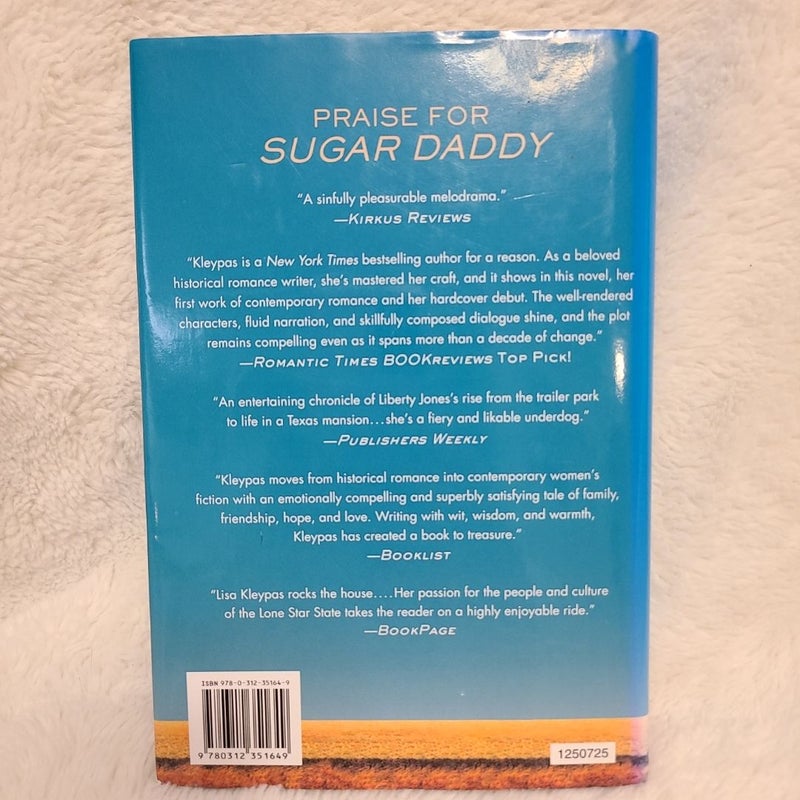 PRAISE FOR
SUGAR DADDY
“A sinfully pleasurable melodrama.”
—KIRKUS REVIEWS
“Kleypas is a New York Times bestselling author for a reason. As a beloved
historical romance writer, she’s mastered her craft, and it shows in this novel, her
first work of contemporary romance and her hardcover debut. The well-rendered
characters, fluid narration, and skillfully composed dialogue shine, and the plot
remains compelling even as it spans more than a decade of change.”
—ROMANTIC TIMES BOOKREVIEWS TOP PICK!
“An entertaining chronicle of Liberty Jones’s rise from the trailer park
to life in a Texas mansion...she’s a fiery and likable underdog.”
—PUBLISHERS WEEKLY
“Kleypas moves from historical romance into contemporary women’s
fiction with an emotionally compelling and superbly satisfying tale of family,
friendship, hope, and love. Writing with wit, wisdom, and warmth,
Kleypas has created a book to treasure.”
—BOOKLIST
“Lisa Kleypas rocks the house....Her passion for the people and culture
of the Lone Star State takes the reader on a highly enjoyable ride.”
—BOOKPAGE
ISBN 978-0-312-35164-9
9 780312 351649
1250725